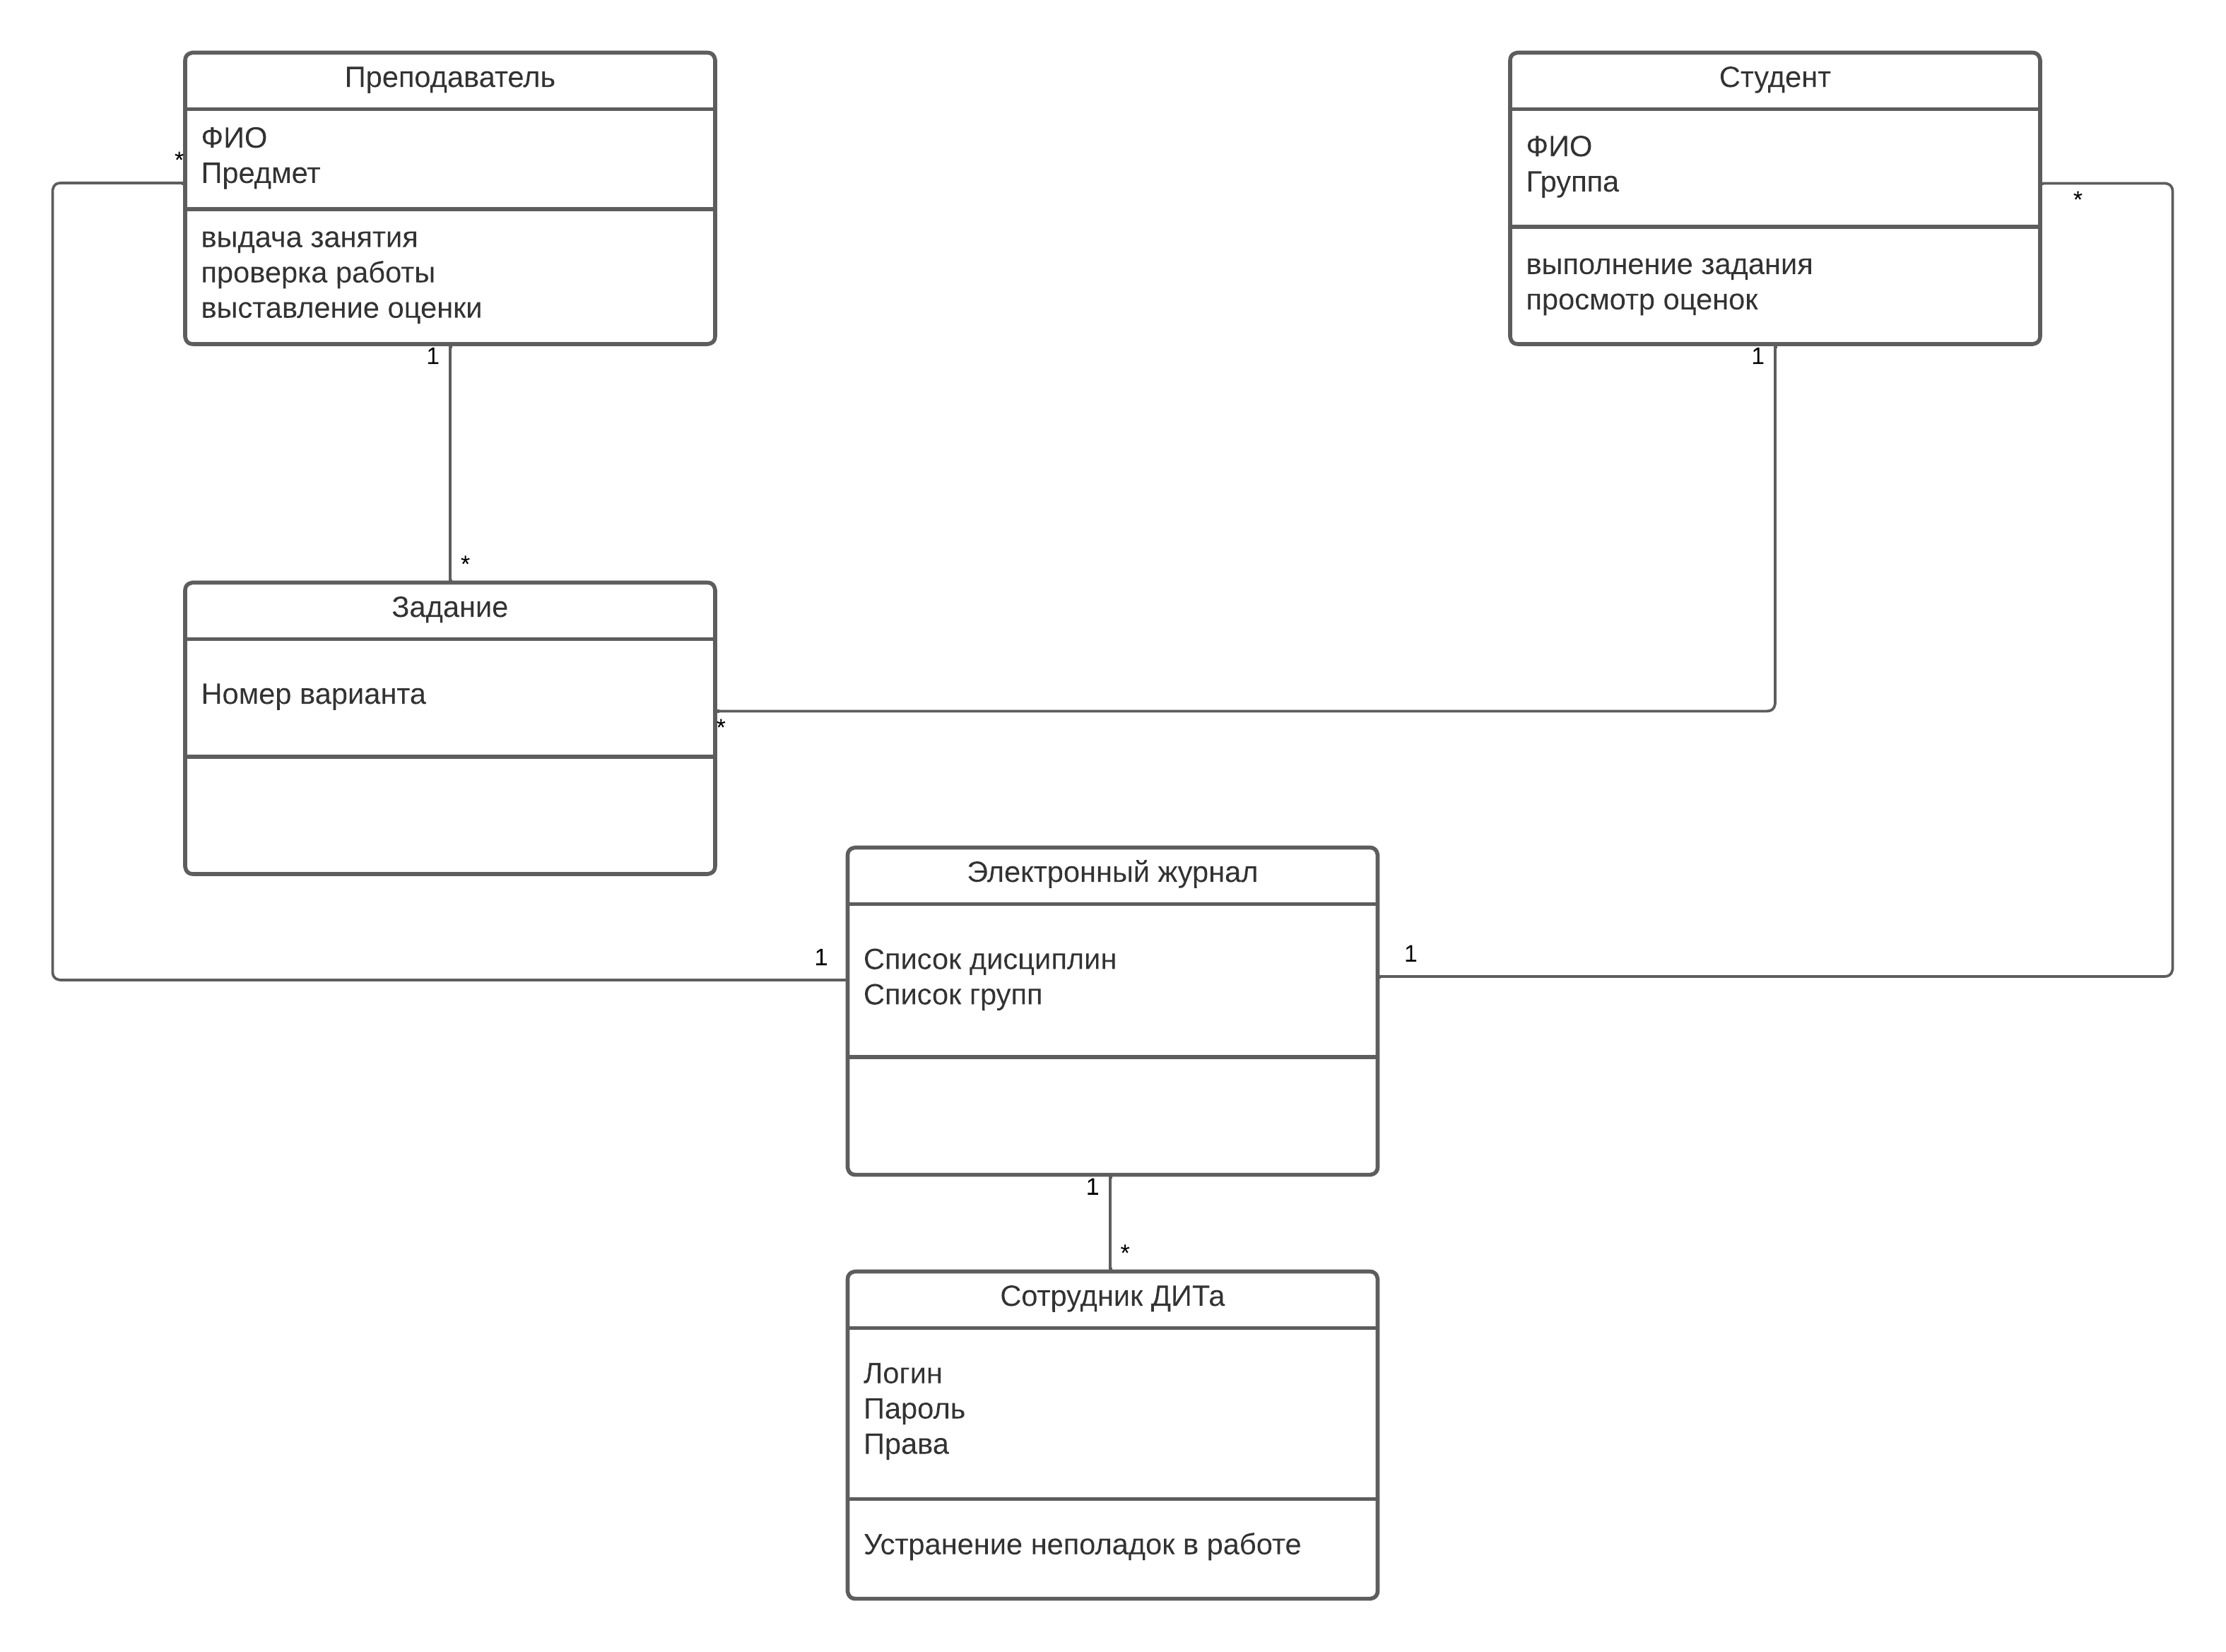 Преподаватель
ФИО
Предмет
выдача занятия
проверка работы
выставление оценки
*
1
Студент
ФИО
Группа
выполнение задания
просмотр оценок
*
1
*
Задание
Номер варианта
*
Электронный журнал
Список дисциплин
Список групп
1
1
1
*
Сотрудник ДИТа
Логин
Пароль
Права
Устранение неполадок в работе